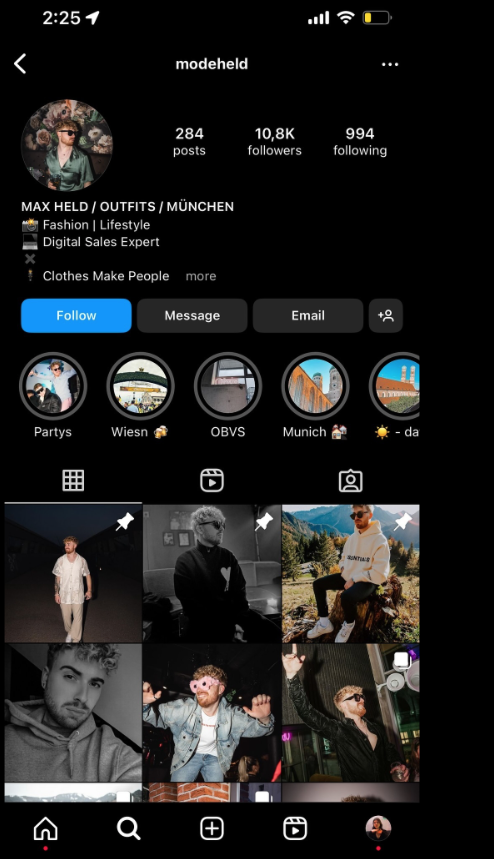 2:25
modeheld
284 10,8K 994
posts followers following
MAX HELD / OUTFITS / MÜNCHEN
Fashion | Lifestyle
Digital Sales Expert
Clothes Make People more
Follow Message Email
Partys Wiesn OBVS Munich - da